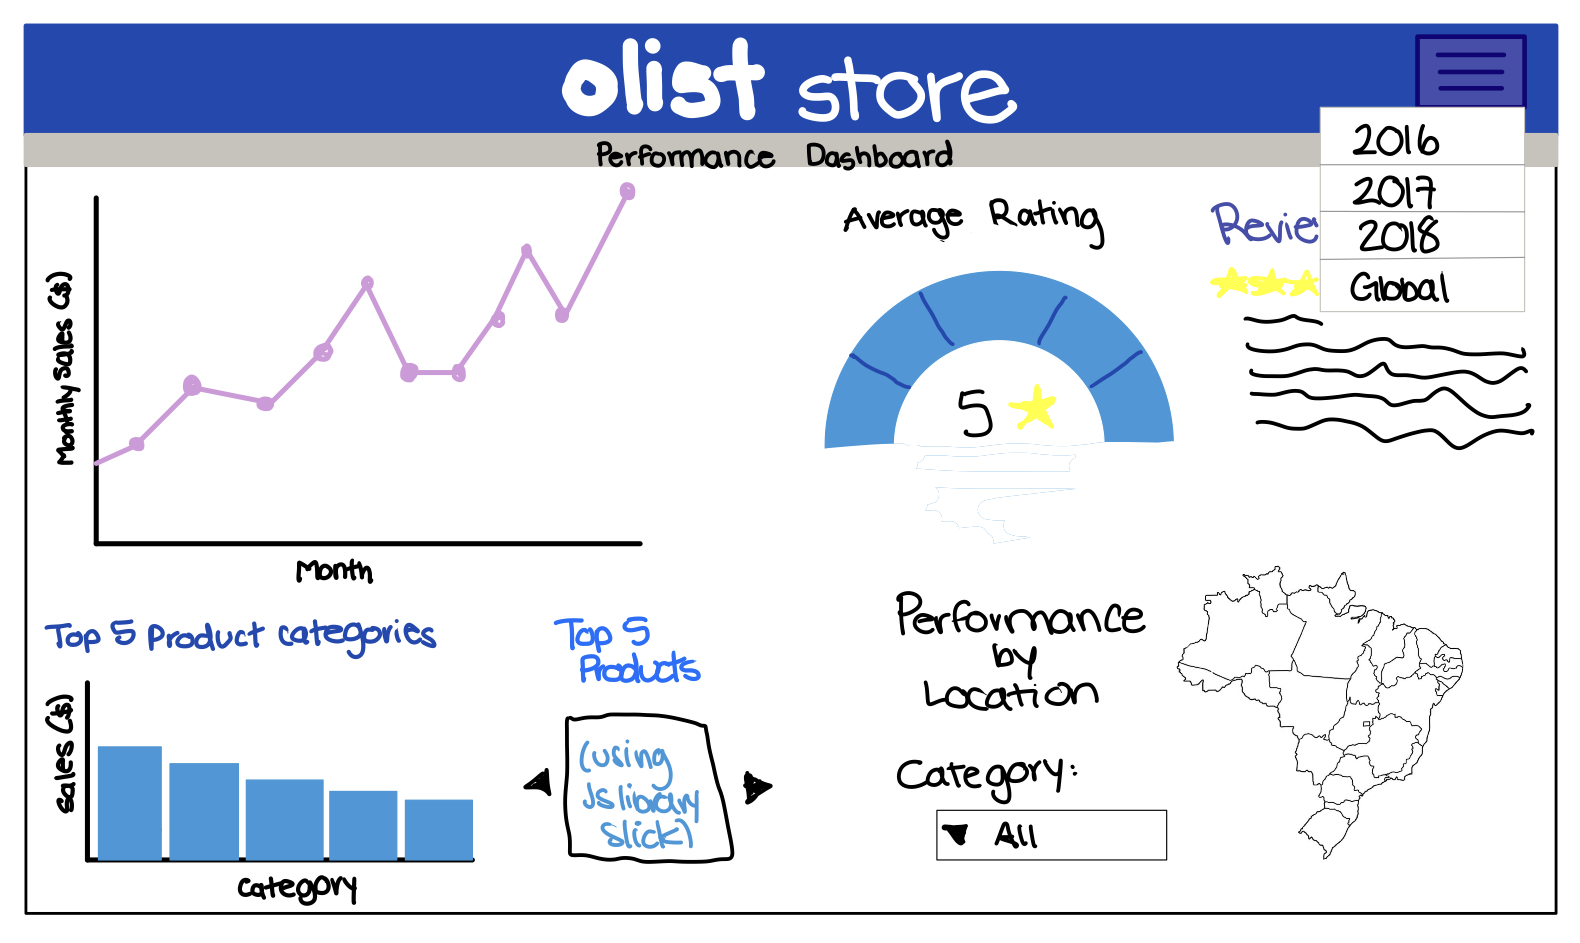 olist store
Performance Dashboard
2016
2017
2018
Global
Monthly Sales ($)
Month
Average Rating
5
Revie
Top 5 Product categories
Sales ($)
category
Top 5
Products
(using
JS library
slick)
Performance
by
Location
Category:
All